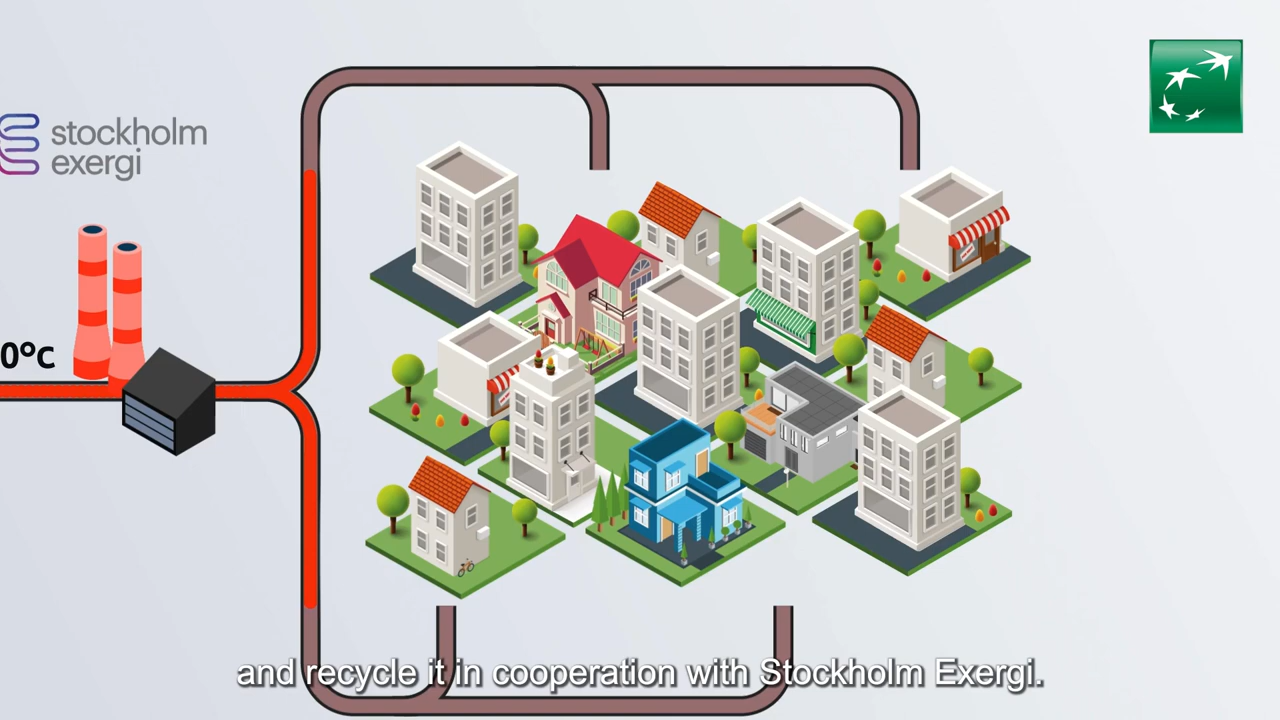 stockholm
exergi
0°C
and recycle it in cooperation with Stockholm Exergi.